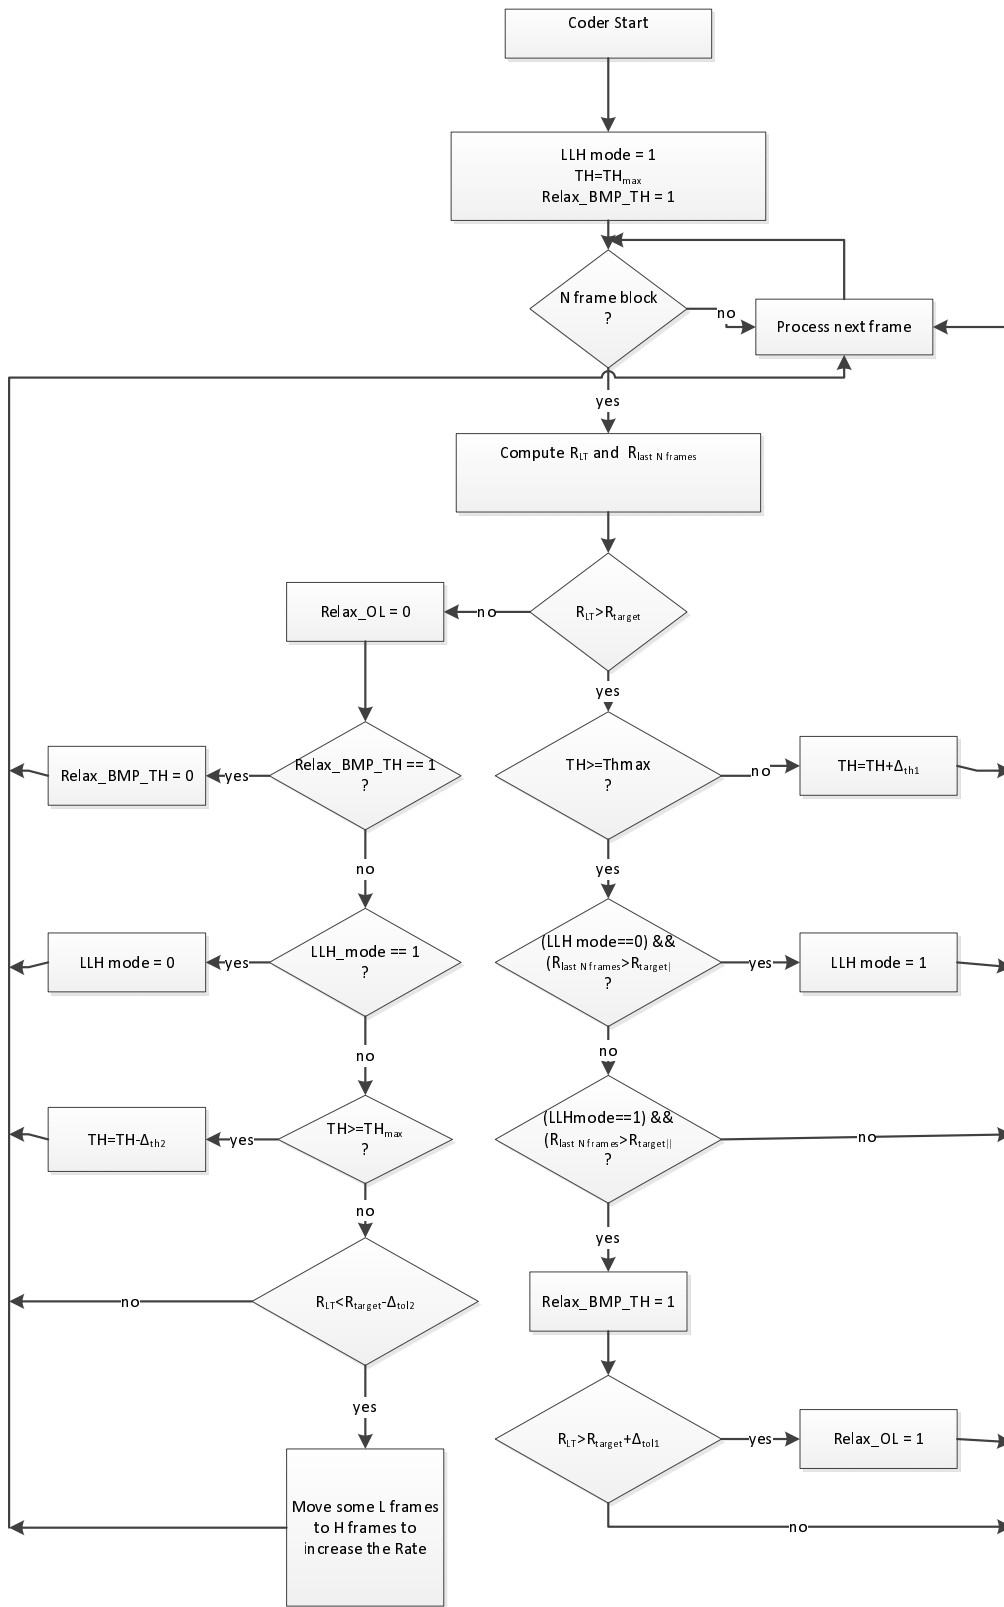 Coder Start
LLH mode = 1
TH=THmax
Relax_BMP_TH = 1
N frame block
?
no
Process next frame
yes
Compute RLT and Rlast N frames
RLT>Rtarget
no
Relax_OL = 0
yes
Relax_BMP_TH == 1
?
yes
Relax_BMP_TH = 0
TH>=Thmax
?
no
TH=TH+Δth1
no
yes
LLH_mode == 1
?
yes
LLH mode = 0
(LLH mode==0) &&
(Rlast N frames>Rtarget|
?
yes
LLH mode = 1
no
no
TH>=THmax
?
yes
TH=TH-Δth2
(LLHmode==1) &&
(Rlast N frames>Rtarget||
?
no
no
yes
RLT<Rtarget-Δtol2
no
Relax_BMP_TH = 1
yes
RLT>Rtarget+Δtol1
yes
Relax_OL = 1
Move some L frames
to H frames to
increase the Rate
no